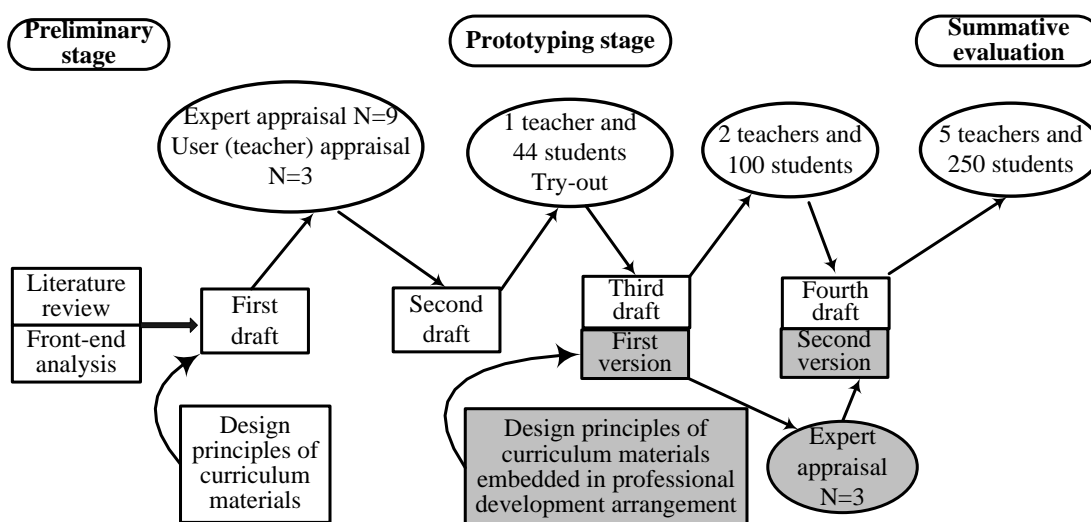 Preliminary
stage
Prototyping stage
Summative
evaluation
Expert appraisal N=9
User (teacher) appraisal
N=3
1 teacher and
44 students
Try-out
2 teachers and
100 students
5 teachers and
250 students
Literature
review
Front-end
analysis
First
draft
Second
draft
Third
draft
First
version
Fourth
draft
Second
version
Design
principles of
curriculum
materials
Design principles of
curriculum materials
embedded in professional
development arrangement
Expert
appraisal
N=3